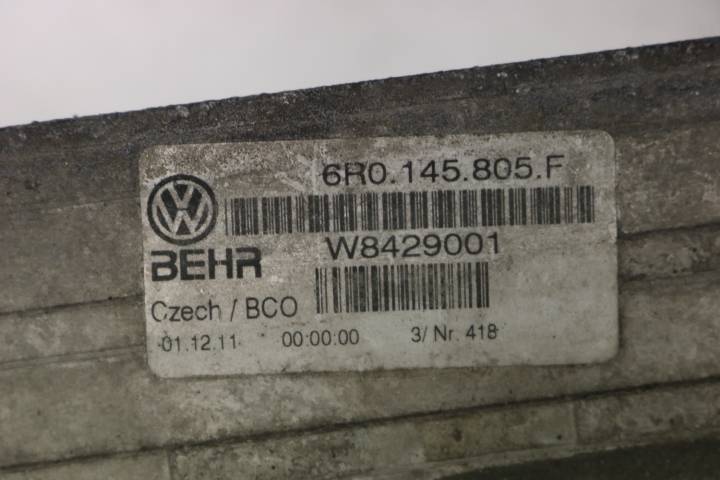 6R0.145.805.F
W8429001
BEHR
Czech / BCO
01.12.11 00:00:00 3/ Nr. 418